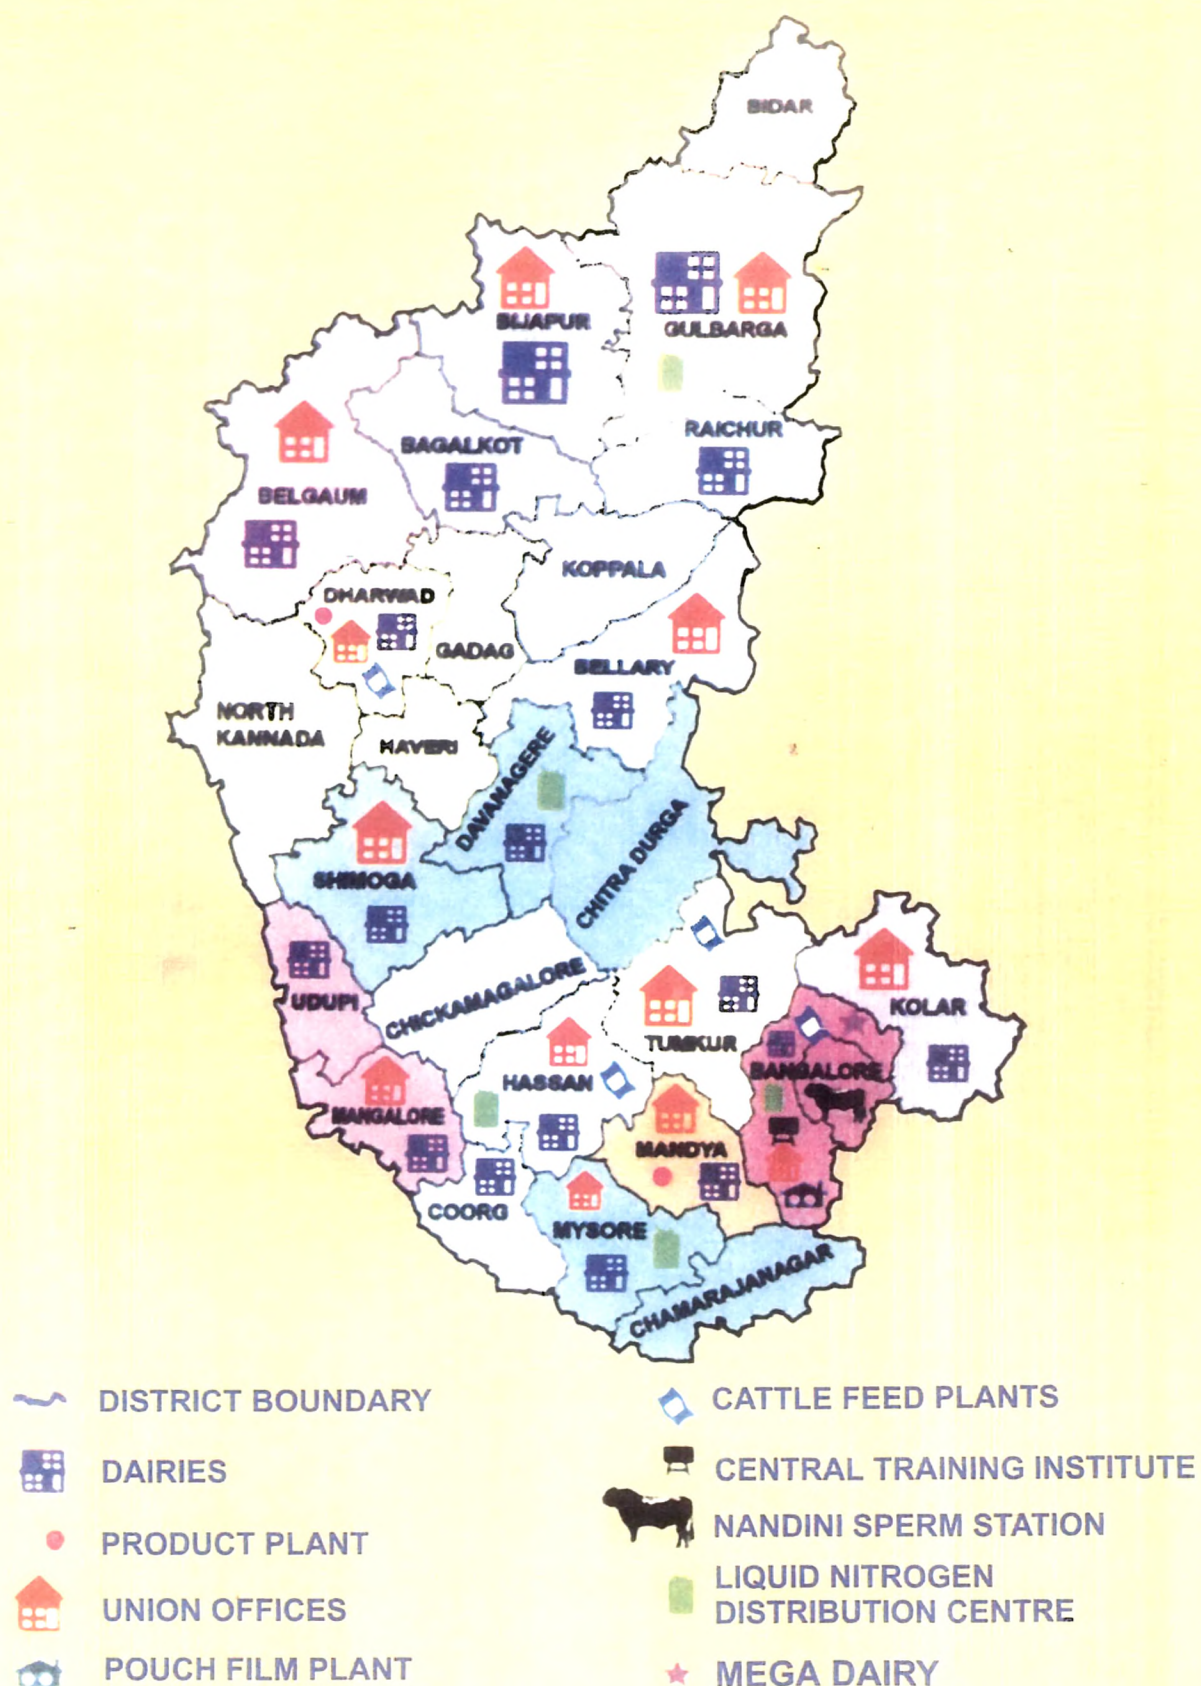 BIDAR
BIJAPUR
GULBARGA
RAICHUR
BAGALKOT
BELGAUM
KOPPALA
DHARWAD
GADAG
BELLARY
NORTH
KANNADA
HAVERI
DAVANAGERE
CHITRA DURGA
SHIMOGA
UDUPI
CHICKAMAGALORE
KOLAR
TUMKUR
BANGALORE
HASSAN
MANGALORE
MANDYA
COORG
MYSORE
CHAMARAJANAGAR
DISTRICT BOUNDARY
DAIRIES
PRODUCT PLANT
UNION OFFICES
POUCH FILM PLANT
CATTLE FEED PLANTS
CENTRAL TRAINING INSTITUTE
NANDINI SPERM STATION
LIQUID NITROGEN
DISTRIBUTION CENTRE
MEGA DAIRY